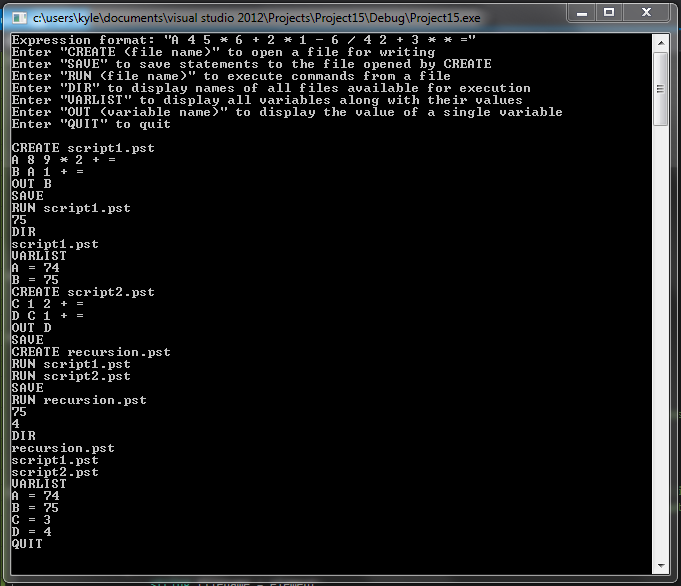 c:\users\kyle\documents\visual studio 2012\Projects\Project15\Debug\Project15.exe
Expression format: "A 4 5 * 6 + 2 * 1 - 6 / 4 2 + 3 * * ="
Enter "CREATE (file name)" to open a file for writing
Enter "SAVE" to save statements to the file opened by CREATE
Enter "RUN (file name)" to execute commands from a file
Enter "DIR" to display names of all files available for execution
Enter "VARLIST" to display all variables along with their values
Enter "OUT (variable name)" to display the value of a single variable
Enter "QUIT" to quit
CREATE script1.pst
A 8 9 * 2 + =
B A 1 + =
OUT B
SAVE
RUN script1.pst
75
DIR
script1.pst
VARLIST
A = 74
B = 75
CREATE script2.pst
C 1 2 + =
D C 1 + =
OUT D
SAVE
CREATE recursion.pst
RUN script1.pst
RUN script2.pst
SAVE
RUN recursion.pst
75
4
DIR
recursion.pst
script1.pst
script2.pst
VARLIST
A = 74
B = 75
C = 3
D = 4
QUIT